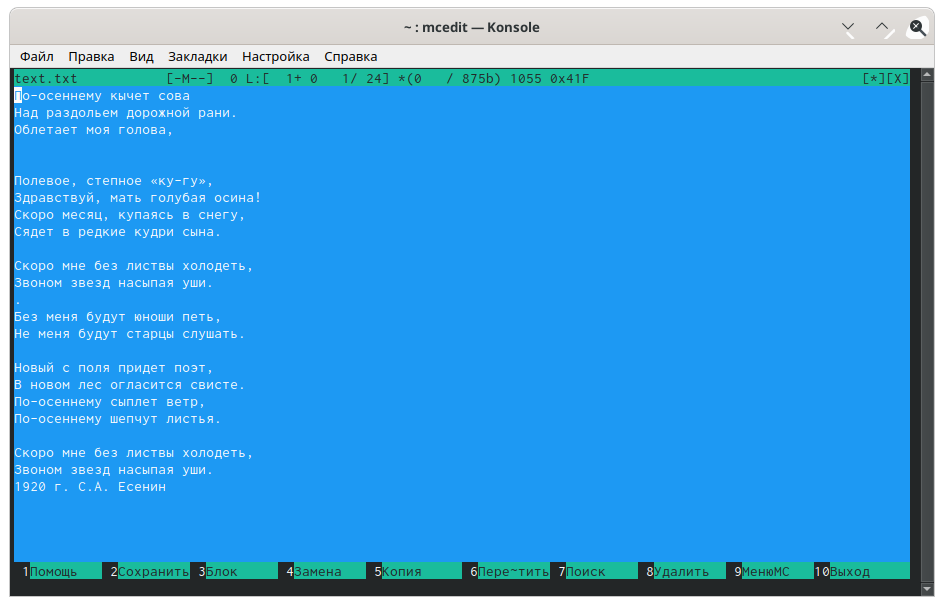 ~ : mcedit — Konsole
Файл Правка Вид Закладки Настройка Справка
text.txt [-M--] 0 L:[ 1+ 0 1/ 24] *(0 / 875b) 1055 0x41F [*][X]
По-осеннему кычет сова
Над раздольем дорожной рани.
Облетает моя голова,
Полевое, степное «ку-гу»,
Здравствуй, мать голубая осина!
Скоро месяц, купаясь в снегу,
Сядет в редкие кудри сына.
Скоро мне без листвы холодеть,
Звоном звезд насыпая уши.
.
Без меня будут юноши петь,
Не меня будут старцы слушать.
Новый с поля придет поэт,
В новом лес огласится свисте.
По-осеннему сыплет ветр,
По-осеннему шепчут листья.
Скоро мне без листвы холодеть,
Звоном звезд насыпая уши.
1920 г. С.А. Есенин
1Помощь 2Сохранить 3Блок 4Замена 5Копия 6Пере~тить 7Поиск 8Удалить 9МенюMC 10Выход